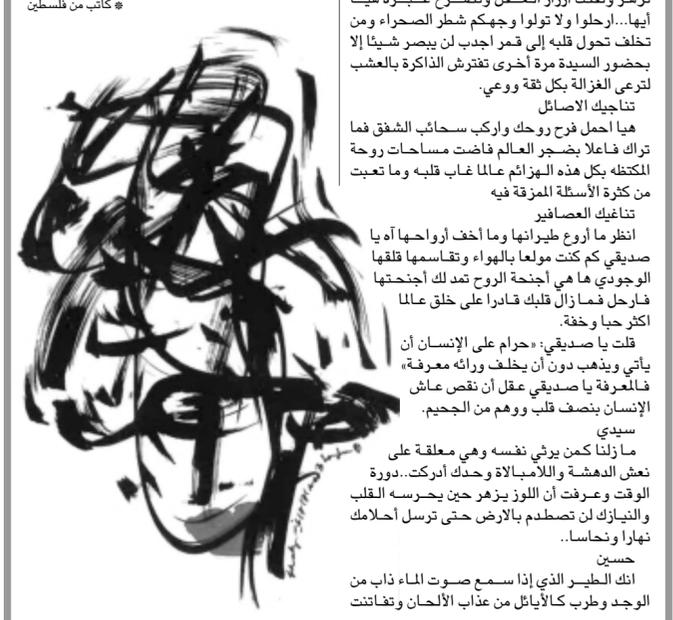 أيها...ارحلوا ولا تولوا وجهكم شطر الصحراء ومن
تخلف تحول قلبه إلى قمر اجدب لن يبصر شيئا إلا
بحضور السيدة مرة أخرى تفترش الذاكرة بالعشب
لترعى الغزالة بكل ثقة ووعي.
تناجيك الاصائل
هيا احمل فرح روحك واركب سحائب الشفق فما
تراك فاعلا بضجر العالم فاضت مساحات روحة
المكتظه بكل هذه الهزائم عالما غاب قلبه وما تعبت
من كثرة الأسئلة الممزقة فيه
تناغيك العصافير
انظر ما أروع طيرانها وما أخف أرواحها آه يا
صديقي كم كنت مولعا بالهواء وتقاسمها قلقها
الوجودي ها هي أجنحة الروح تمد لك أجنحتها
فارحل فما زال قلبك قادرا على خلق عالما
اكثر حبا وخفة.
قلت يا صديقي: «حرام على الإنسان أن
يأتي ويذهب دون أن يخلف ورائه معرفة»
فالمعرفة يا صديقي عقل أن نقص عاش
الإنسان بنصف قلب ووهم من الجحيم.
سيدي
ما زلنا كمن يرثي نفسه وهي معلقة على
نعش الدهشة واللامبالاة وحدك أدركت..دورة
الوقت وعرفت أن اللوز يزهر حين يحرسه القلب
والنيازك لن تصطدم بالارض حتى ترسل أحلامك
نهارا ونحاسا..
حسين
انك الطير الذي إذا سمع صوت الماء ذاب من
الوجد وطرب كالأيائل من عذاب الألحان وتفاتنت
* كاتب من فلسطين